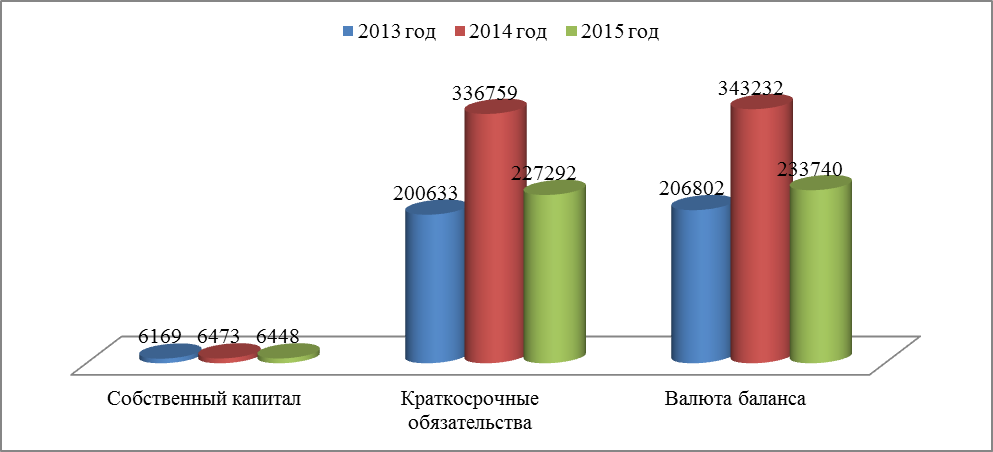 2013 год 2014 год 2015 год
336759
343232
227292
233740
200633
206802
6169 6473 6448
Собственный капитал
Краткосрочные
обязательства
Валюта баланса